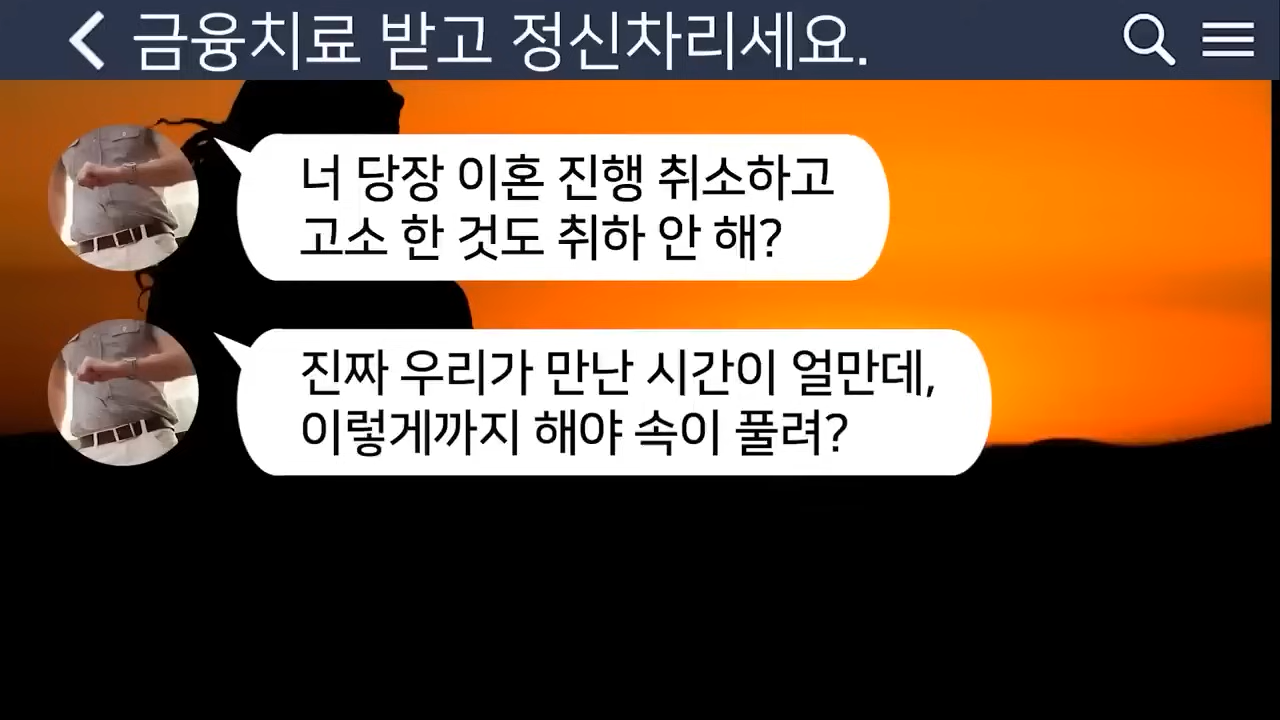 금융치료 받고 정신차리세요.
너 당장 이혼 진행 취소하고
고소 한 것도 취하 안 해?
진짜 우리가 만난 시간이 얼만데,
이렇게까지 해야 속이 풀려?